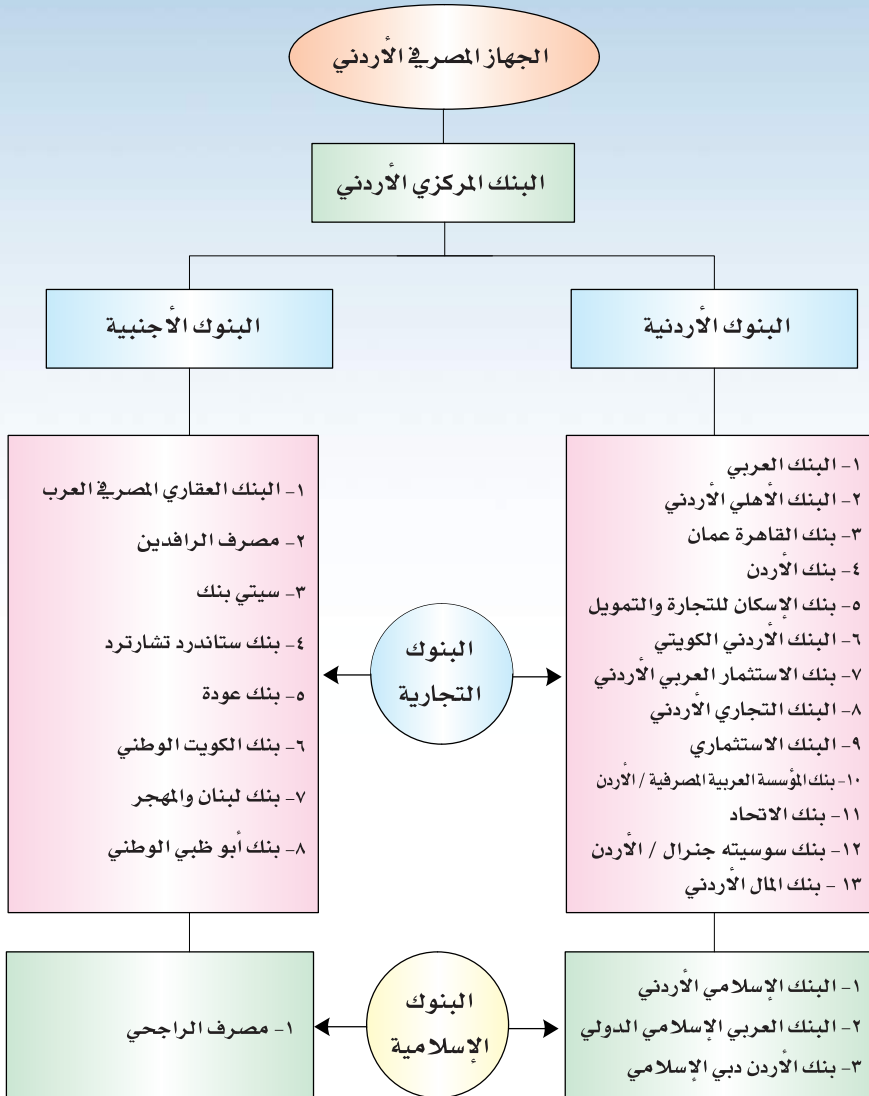 الجهاز المصرفي الأردني
البنك المركزي الأردني
البنوك الأردنية
البنوك الأجنبية
١- البنك العربي
٢- البنك الأهلي الأردني
٣- بنك القاهرة عمان
٤- بنك الأردن
٥- بنك الإسكان للتجارة والتمويل
٦- البنك الأردني الكويتي
٧- بنك الاستثمار العربي الأردني
٨- البنك التجاري الأردني
٩- البنك الاستثماري
١٠- بنك المؤسسة العربية المصرفية / الأردن
١١- بنك الاتحاد
١٢- بنك سوسيته جنرال / الأردن
١٣ - بنك المال الأردني
البنوك
التجارية
١- البنك العقاري المصرفي العرب
٢- مصرف الرافدين
٣- سيتي بنك
٤- بنك ستاندرد تشارترد
٥- بنك عودة
٦- بنك الكويت الوطني
٧- بنك لبنان والمهجر
٨- بنك أبو ظبي الوطني
١- البنك الإسلامي الأردني
٢- البنك العربي الإسلامي الدولي
٣- بنك الأردن دبي الإسلامي
البنوك
الإسلامية
١- مصرف الراجحي